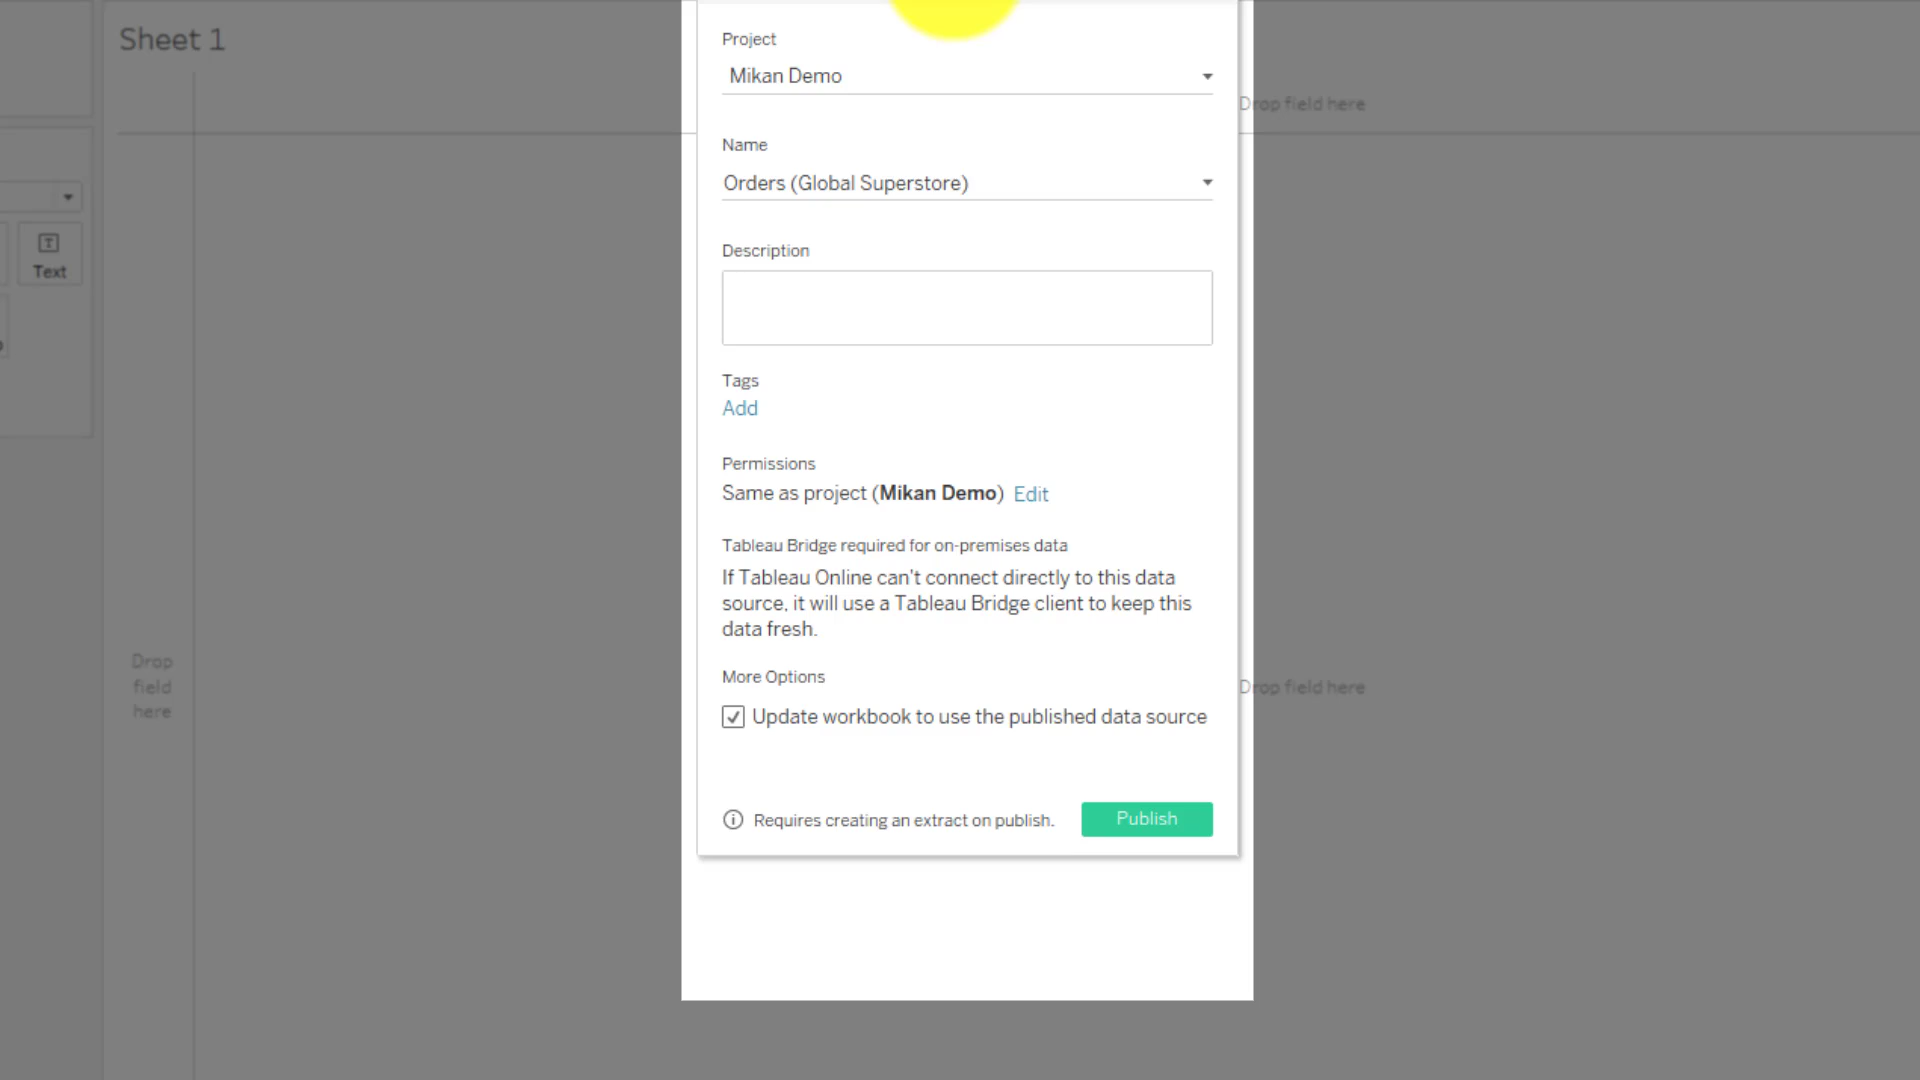 Sheet 1
Project
Mikan Demo
Drop field here
Name
Orders (Global Superstore)
Text
Description
Tags
Add
Permissions
Same as project (Mikan Demo) Edit
Tableau Bridge required for on-premises data
If Tableau Online can't connect directly to this data
source, it will use a Tableau Bridge client to keep this
data fresh.
Drop
field
here
More Options
Drop field here
Update workbook to use the published data source
Requires creating an extract on publish.
Publish